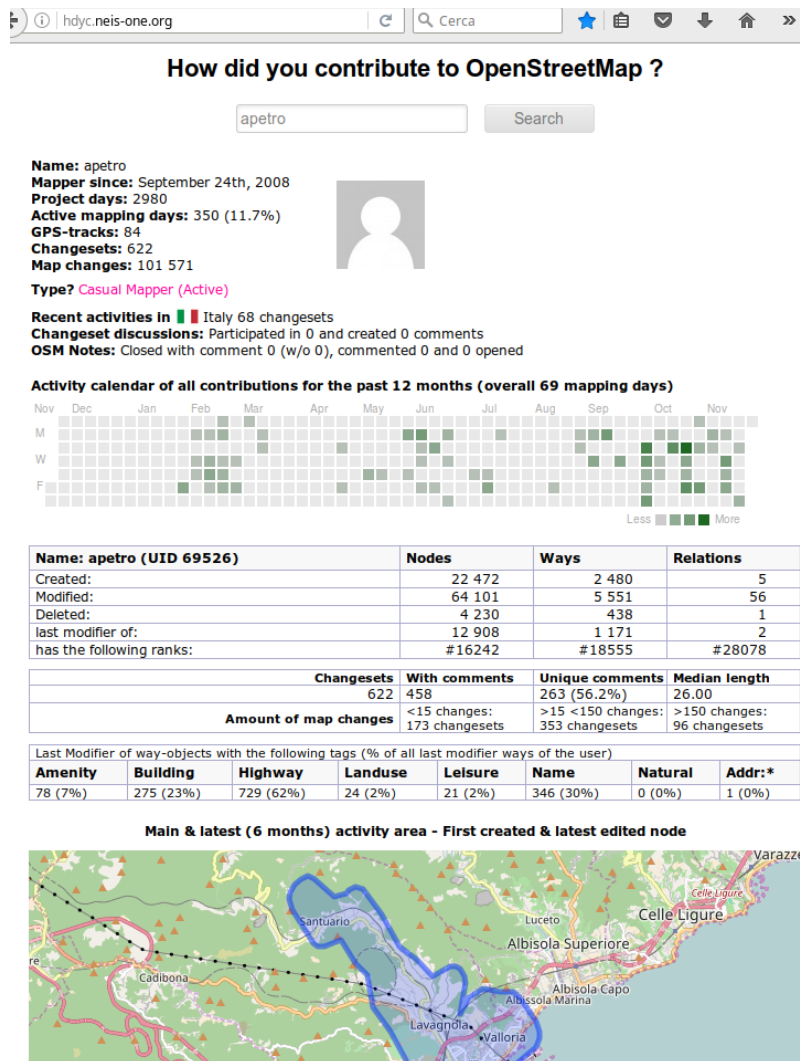 hdyc.neis-one.org
Cerca
How did you contribute to OpenStreetMap ?
apetro
Search
Name: apetro
Mapper since: September 24th, 2008
Project days: 2980
Active mapping days: 350 (11.7%)
GPS-tracks: 84
Changesets: 622
Map changes: 101 571
Type? Casual Mapper (Active)
Recent activities in Italy 68 changesets
Changeset discussions: Participated in 0 and created 0 comments
OSM Notes: Closed with comment 0 (w/o 0), commented 0 and 0 opened
Activity calendar of all contributions for the past 12 months (overall 69 mapping days)
Nov Dec Jan Feb Mar Apr May Jun Jul Aug Sep Oct Nov
M
W
F
Less More
Name: apetro (UID 69526) Nodes Ways Relations
Created: 22 472 2 480 5
Modified: 64 101 5 551 56
Deleted: 4 230 438 1
last modifier of: 12 908 1 171 2
has the following ranks: #16242 #18555 #28078
Changesets With comments Unique comments Median length
622 458 263 (56.2%) 26.00
Amount of map changes <15 changes: 173 changesets >15 <150 changes: 353 changesets >150 changes: 96 changesets
Last Modifier of way-objects with the following tags (% of all last modifier ways of the user)
Amenity Building Highway Landuse Leisure Name Natural Addr:*
78 (7%) 275 (23%) 729 (62%) 24 (2%) 21 (2%) 346 (30%) 0 (0%) 1 (0%)
Main & latest (6 months) activity area - First created & latest edited node
Varazze
Celle Ligure
Celle Ligure
Santuario
Luceto
Albisola Superiore
re
Cadibona
Albisola Capo
Albissola Marina
Lavagnola
Valloria